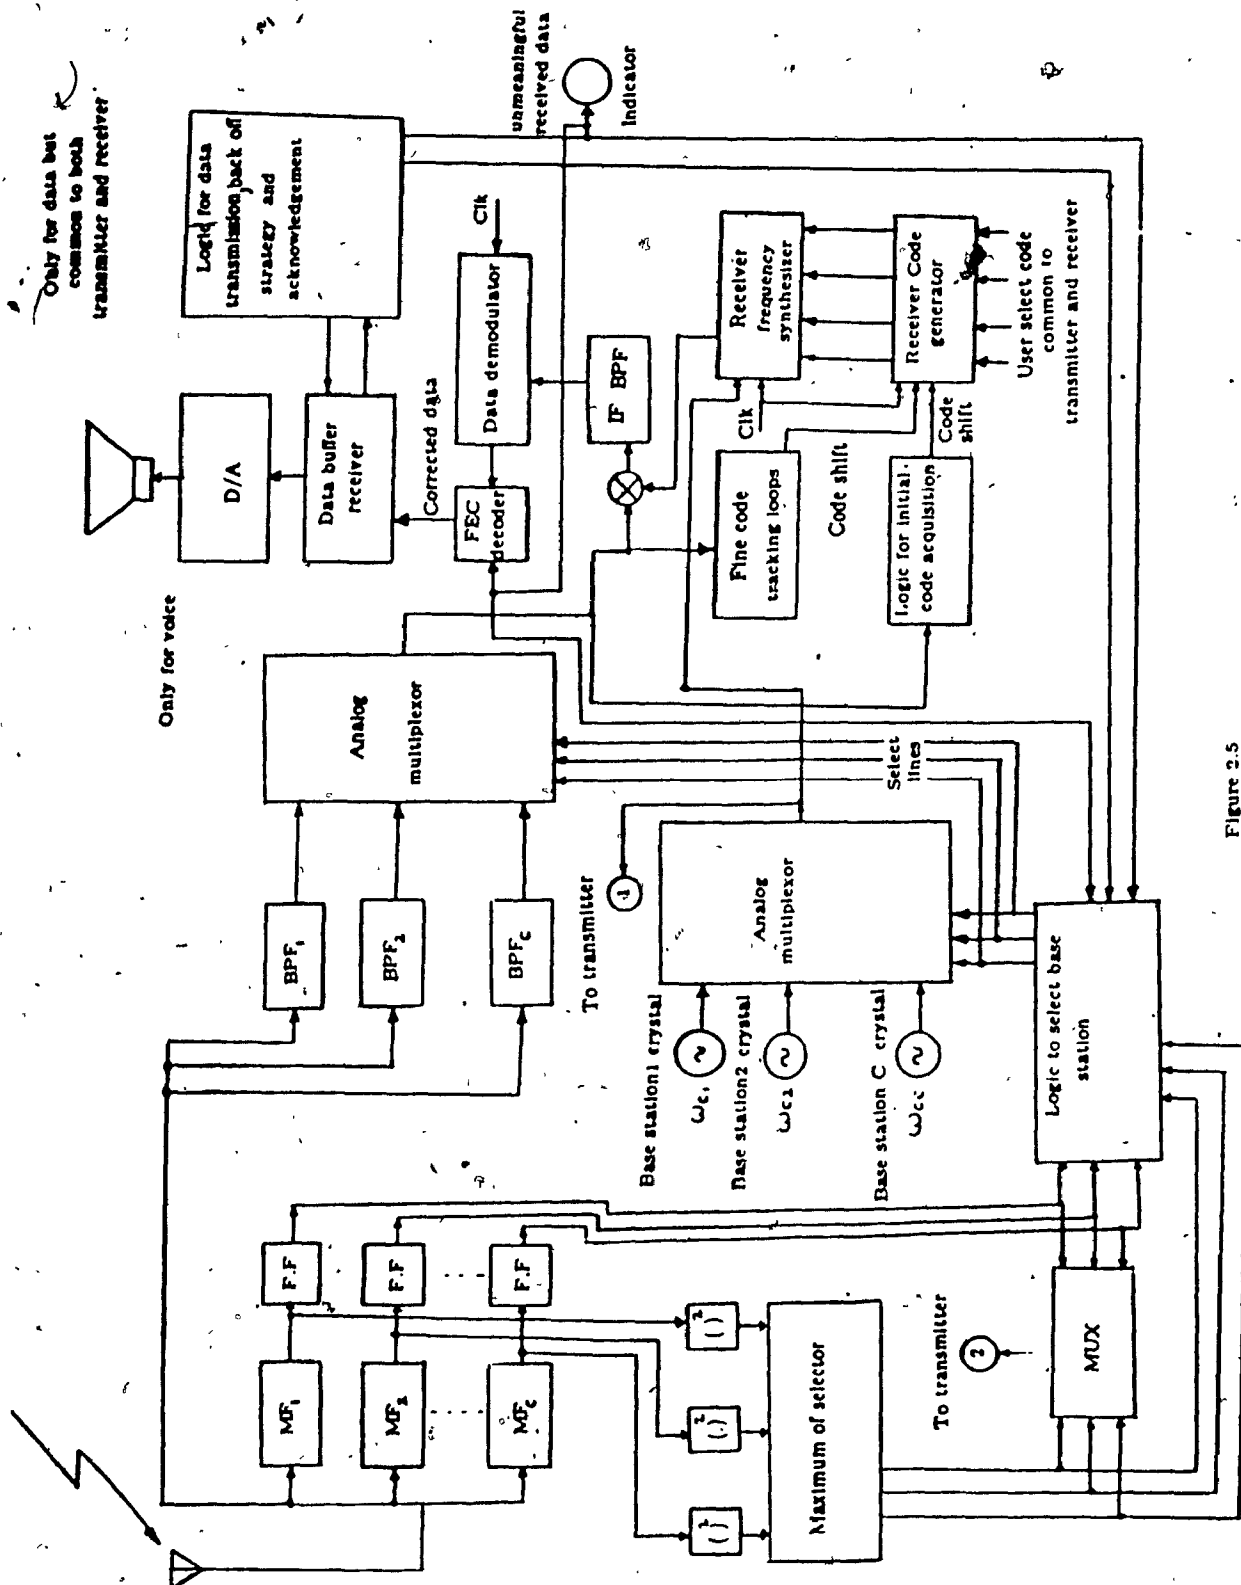 Only for data but
common to both
transmitter and receiver
Only for voice
Logic for data
transmission, back off
strategy and
acknowledgement
D/A
Data buffer
receiver
Corrected data
FEC
decoder
Data demodulator
Clk
unmeaningful
received data
Indicator
IF BPF
Receiver
frequency
synthesizer
Clk
Receiver Code
generator
User select code
common to
transmitter and receiver
Fine code
tracking loops
Code shift
Code
shift
Logic for initial
code acquisition
Analog
multiplexor
BPF1
BPF2
BPFC
To transmitter
1
Analog
multiplexor
Select
lines
Base station1 crystal
ωc1
Base station2 crystal
ωc2
Base station C crystal
ωcc
Logic to select base
station
MF1
MF2
MFC
F.F
F.F
F.F
( )2
(.)2
( )2
Maximum of selector
To transmitter
2
MUX
Figure 2.5